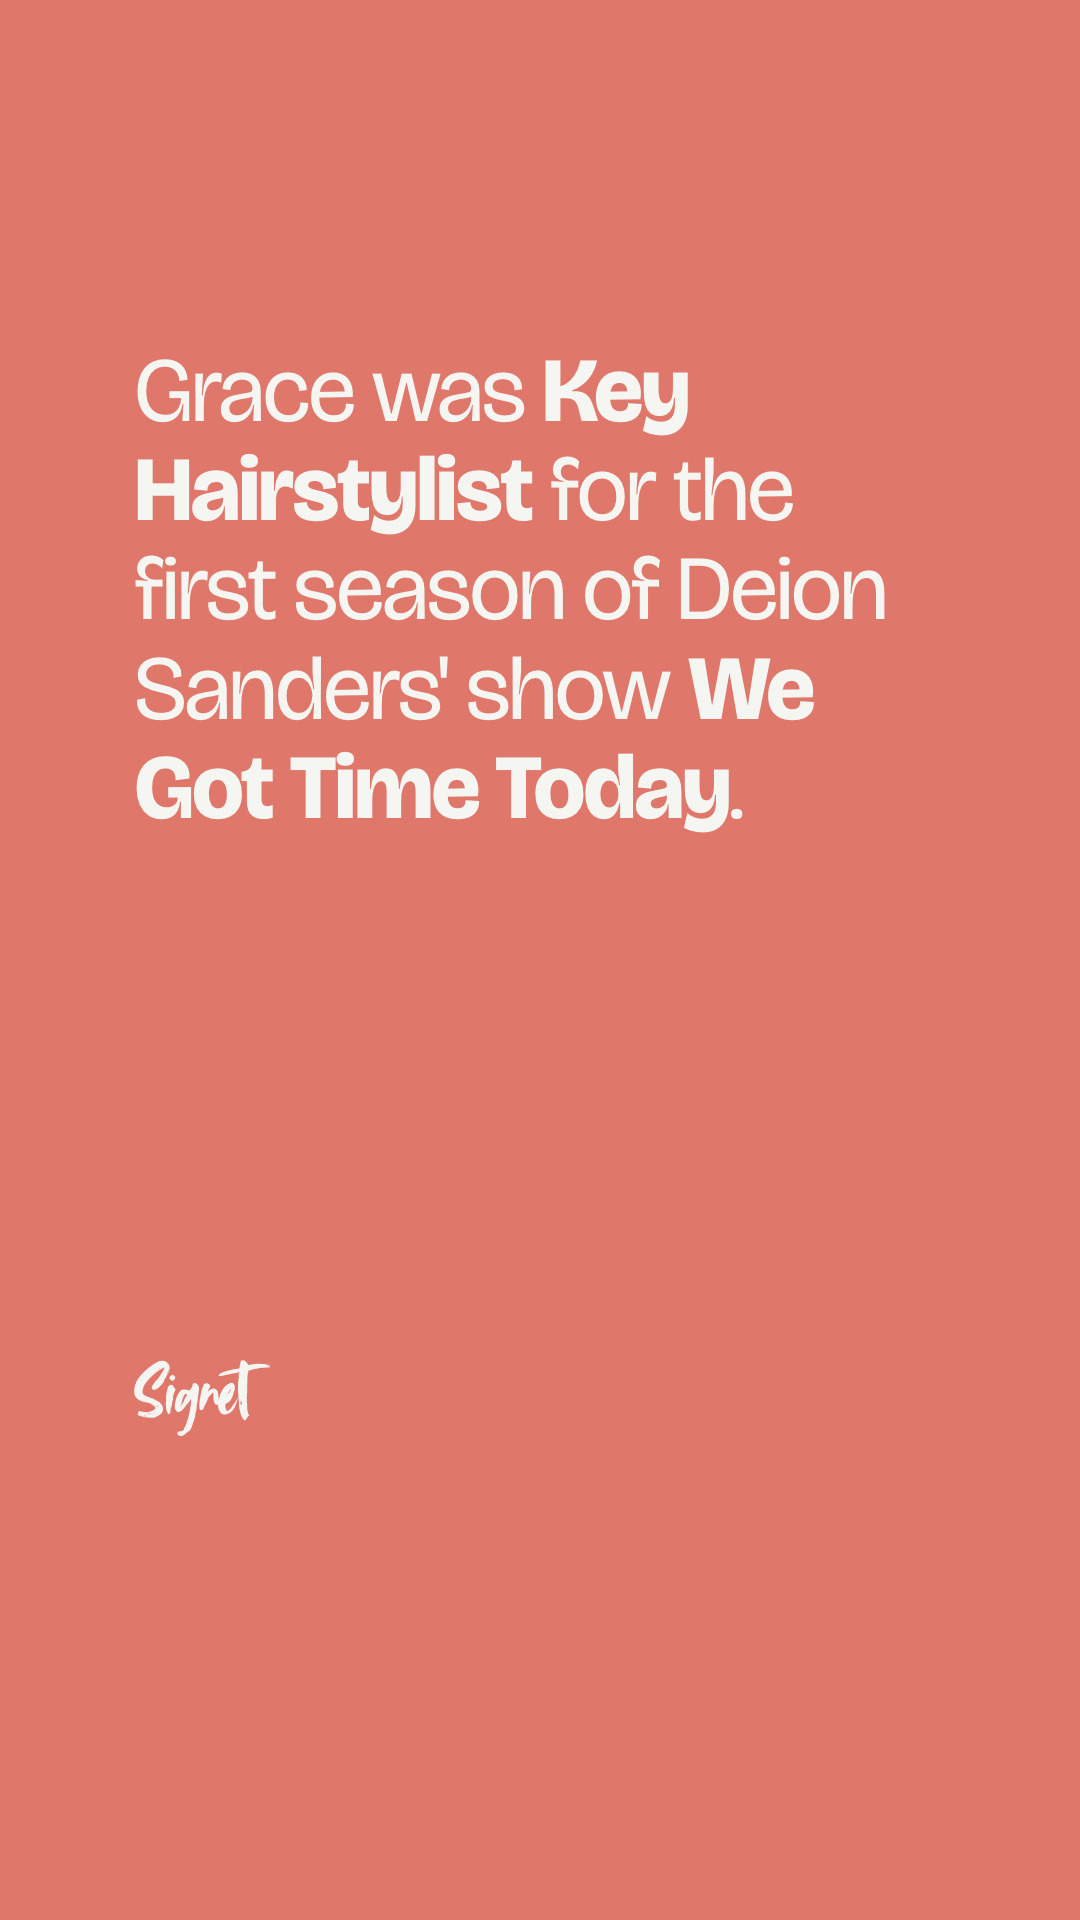 Grace was Key
Hairstylist for the
first season of Deion
Sanders' show We
Got Time Today.
Signet